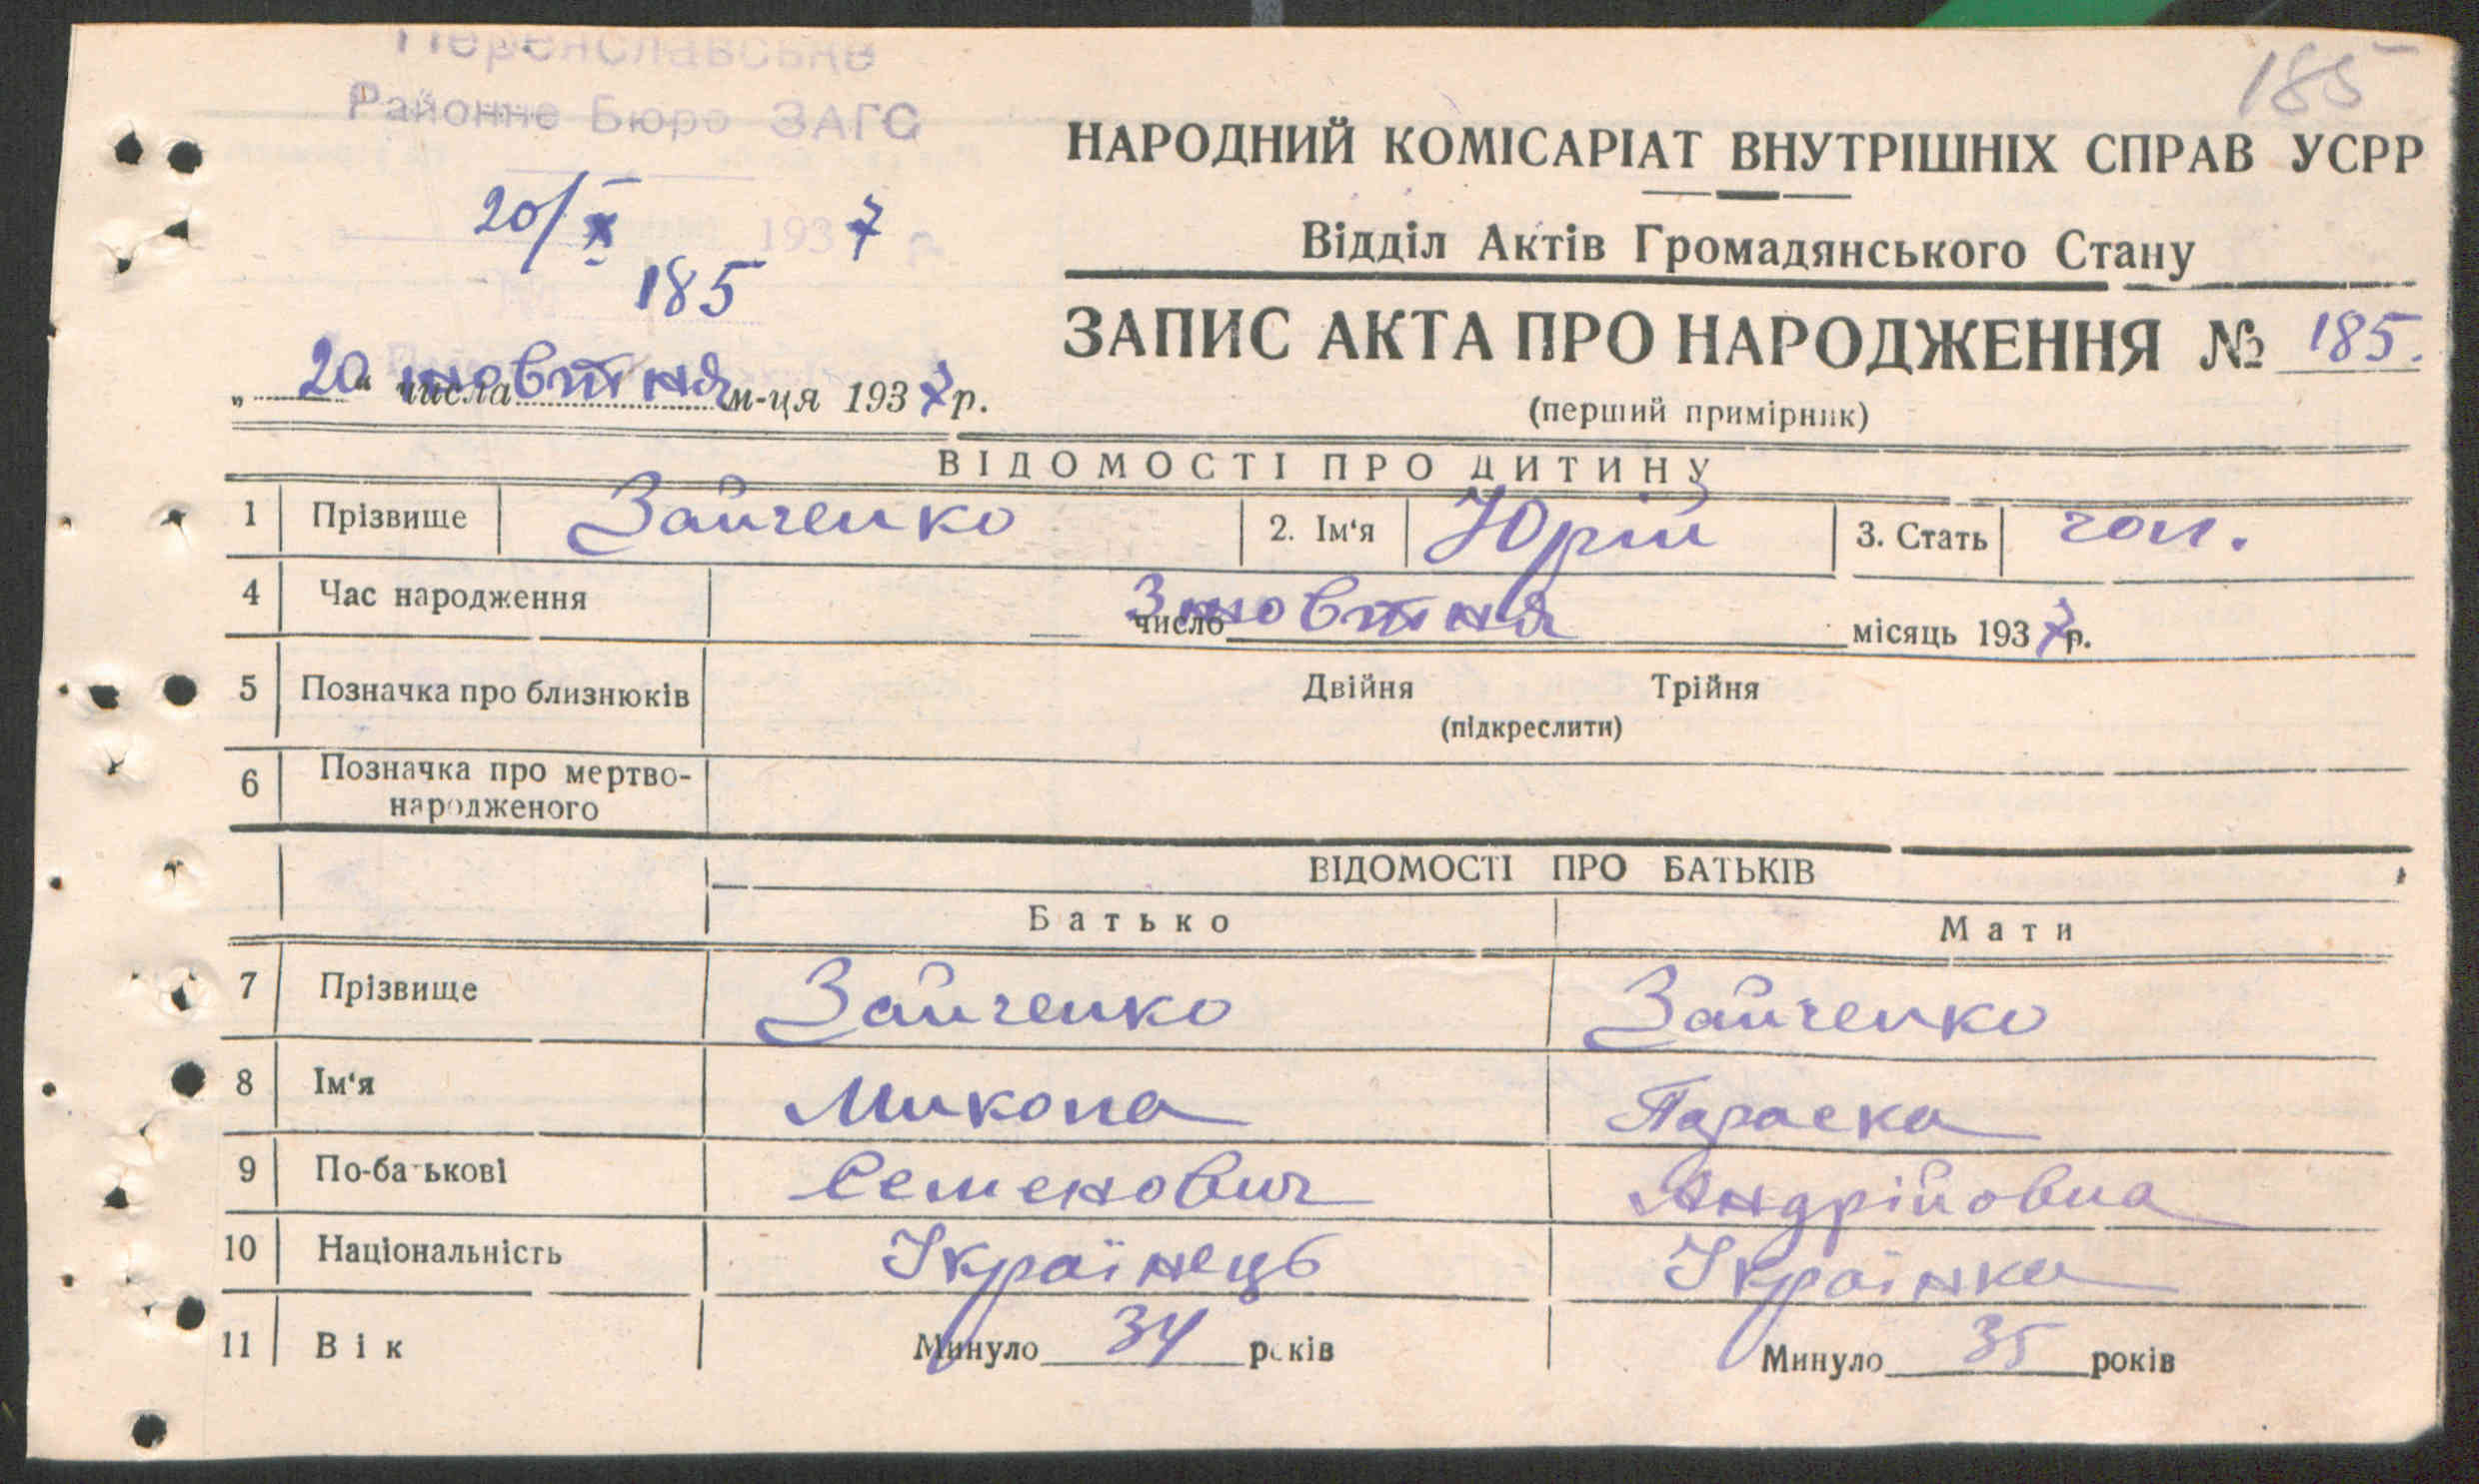 185
Переяславське
Районне Бюро ЗАГС
20/X 1937 р.
№ 185
НАРОДНИЙ КОМІСАРІАТ ВНУТРІШНІХ СПРАВ УСРР
Відділ Актів Громадянського Стану
ЗАПИС АКТА ПРО НАРОДЖЕННЯ № 185.
(перший примірник)
„20“ числа жовтня м-ця 1937 р.
ВІДОМОСТІ ПРО ДИТИНУ
1 Прізвище Зайченко 2. Ім‘я Юрій 3. Стать чол.
4 Час народження 3 число жовтня місяць 1937 р.
5 Позначка про близнюків Двійня Трійня
(підкреслити)
6 Позначка про мертво-
народженого
ВІДОМОСТІ ПРО БАТЬКІВ
Батько Мати
7 Прізвище Зайченко Зайченко
8 Ім‘я Микола Параска
9 По-батькові Семенович Андрійовна
10 Національність Українець Українка
11 Вік Минуло 34 років Минуло 35 років